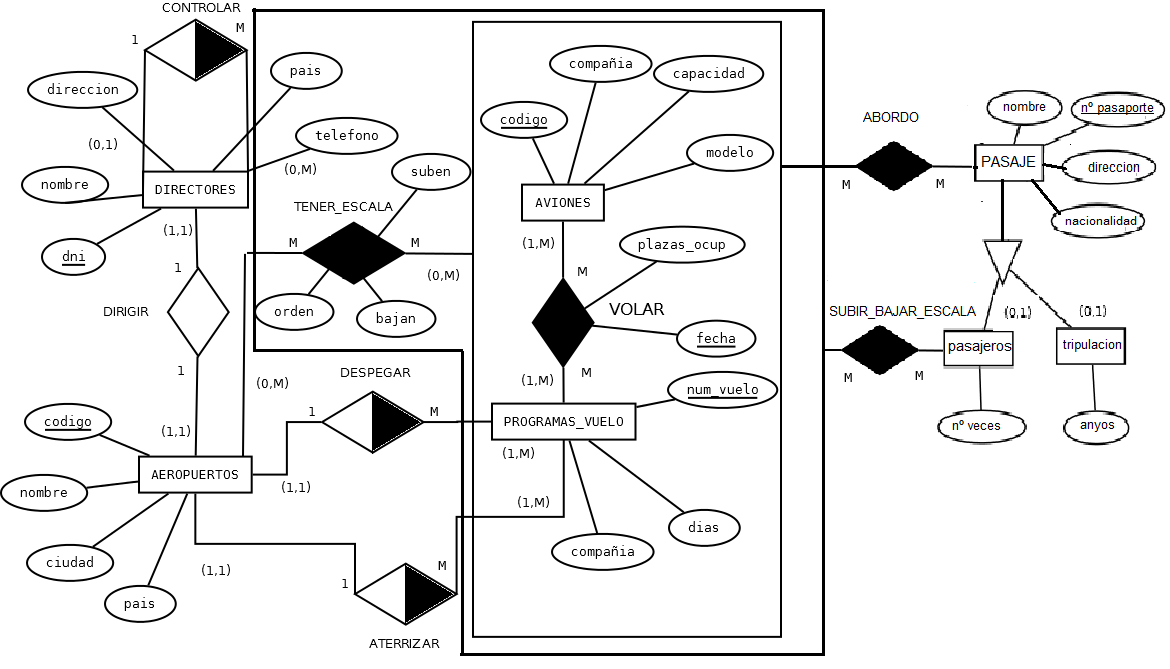 CONTROLAR
1
M
direccion
pais
(0,1)
telefono
(0,M)
nombre
DIRECTORES
dni
(1,1)
1
DIRIGIR
1
(1,1)
codigo
nombre
AEROPUERTOS
ciudad
pais
(1,1)
(1,1)
(0,M)
suben
TENER_ESCALA
M
M
(0,M)
orden
bajan
DESPEGAR
1
M
1
M
ATERRIZAR
compañia
capacidad
codigo
modelo
AVIONES
(1,M)
M
plazas_ocup
VOLAR
fecha
(1,M)
M
num_vuelo
PROGRAMAS_VUELO
(1,M)
(1,M)
compañia
dias
ABORDO
M
M
nombre
nº pasaporte
PASAJE
direccion
nacionalidad
SUBIR_BAJAR_ESCALA
(0,1)
(0,1)
M
M
pasajeros
tripulacion
nº veces
anyos